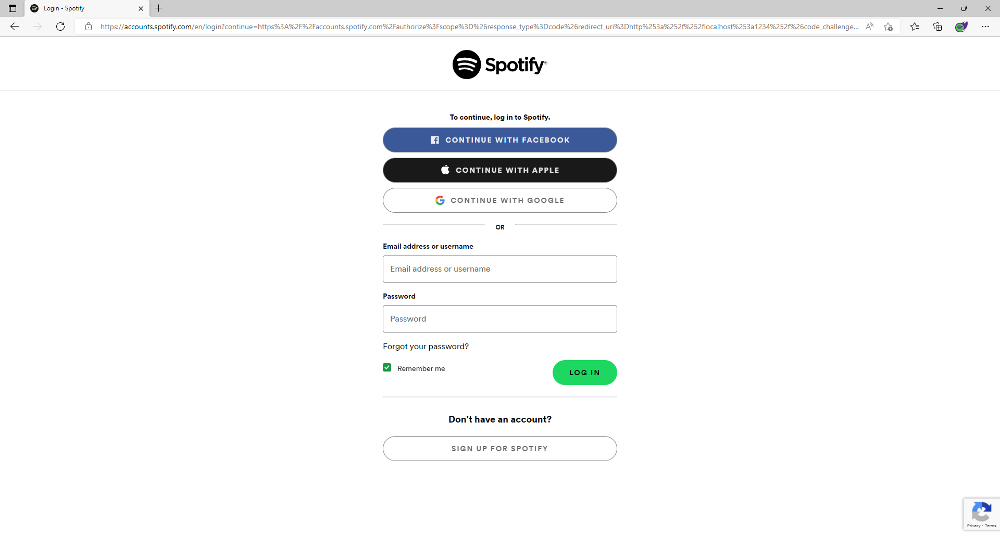 Login - Spotify
https://accounts.spotify.com/en/login?continue=https%3A%2F%2Faccounts.spotify.com%2Fauthorize%3Fscope%3D%26response_type%3Dcode%26redirect_uri%3Dhttp%253a%252f%252flocalhost%253a1234%252f%26code_challenge...
Spotify®
To continue, log in to Spotify.
CONTINUE WITH FACEBOOK
CONTINUE WITH APPLE
CONTINUE WITH GOOGLE
OR
Email address or username
Email address or username
Password
Password
Forgot your password?
Remember me
LOG IN
Don't have an account?
SIGN UP FOR SPOTIFY
Privacy - Terms